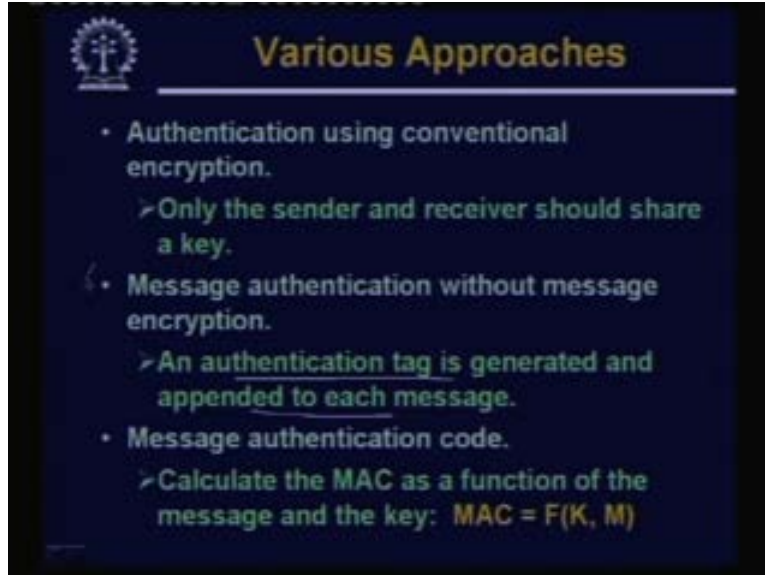 Various Approaches
• Authentication using conventional
encryption.
➢Only the sender and receiver should share
a key.
• Message authentication without message
encryption.
➢An authentication tag is generated and
appended to each message.
• Message authentication code.
➢Calculate the MAC as a function of the
message and the key: MAC = F(K, M)